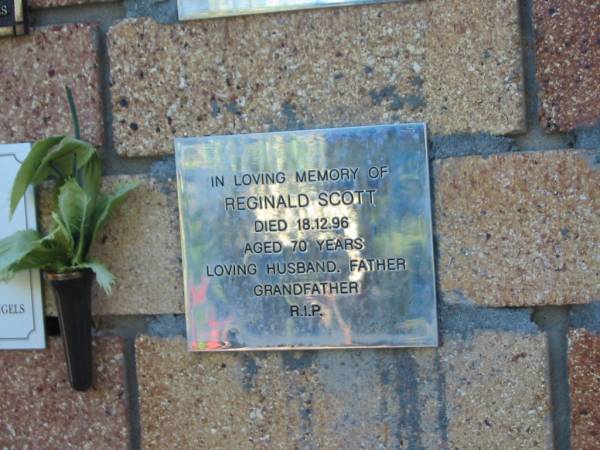 IN LOVING MEMORY OF
REGINALD SCOTT
DIED 18.12.96
AGED 70 YEARS
LOVING HUSBAND, FATHER
GRANDFATHER
R.I.P.
GELS